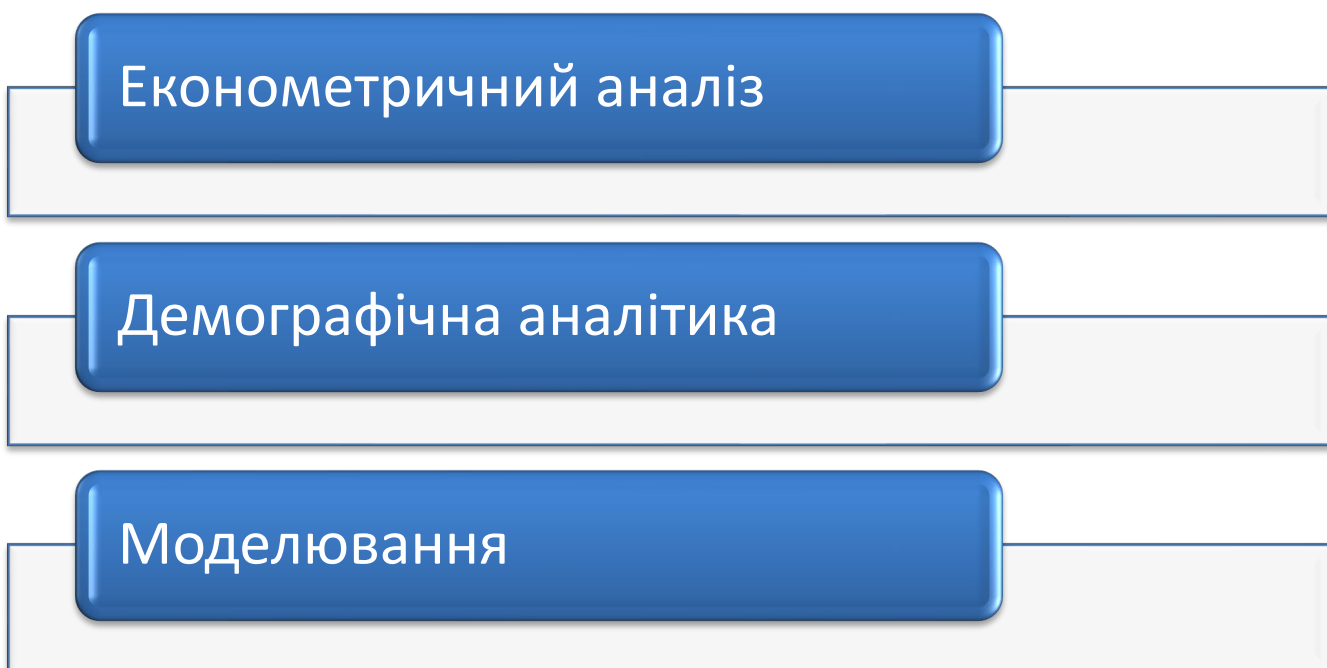 Економетричний аналіз
Демографічна аналітика
Моделювання